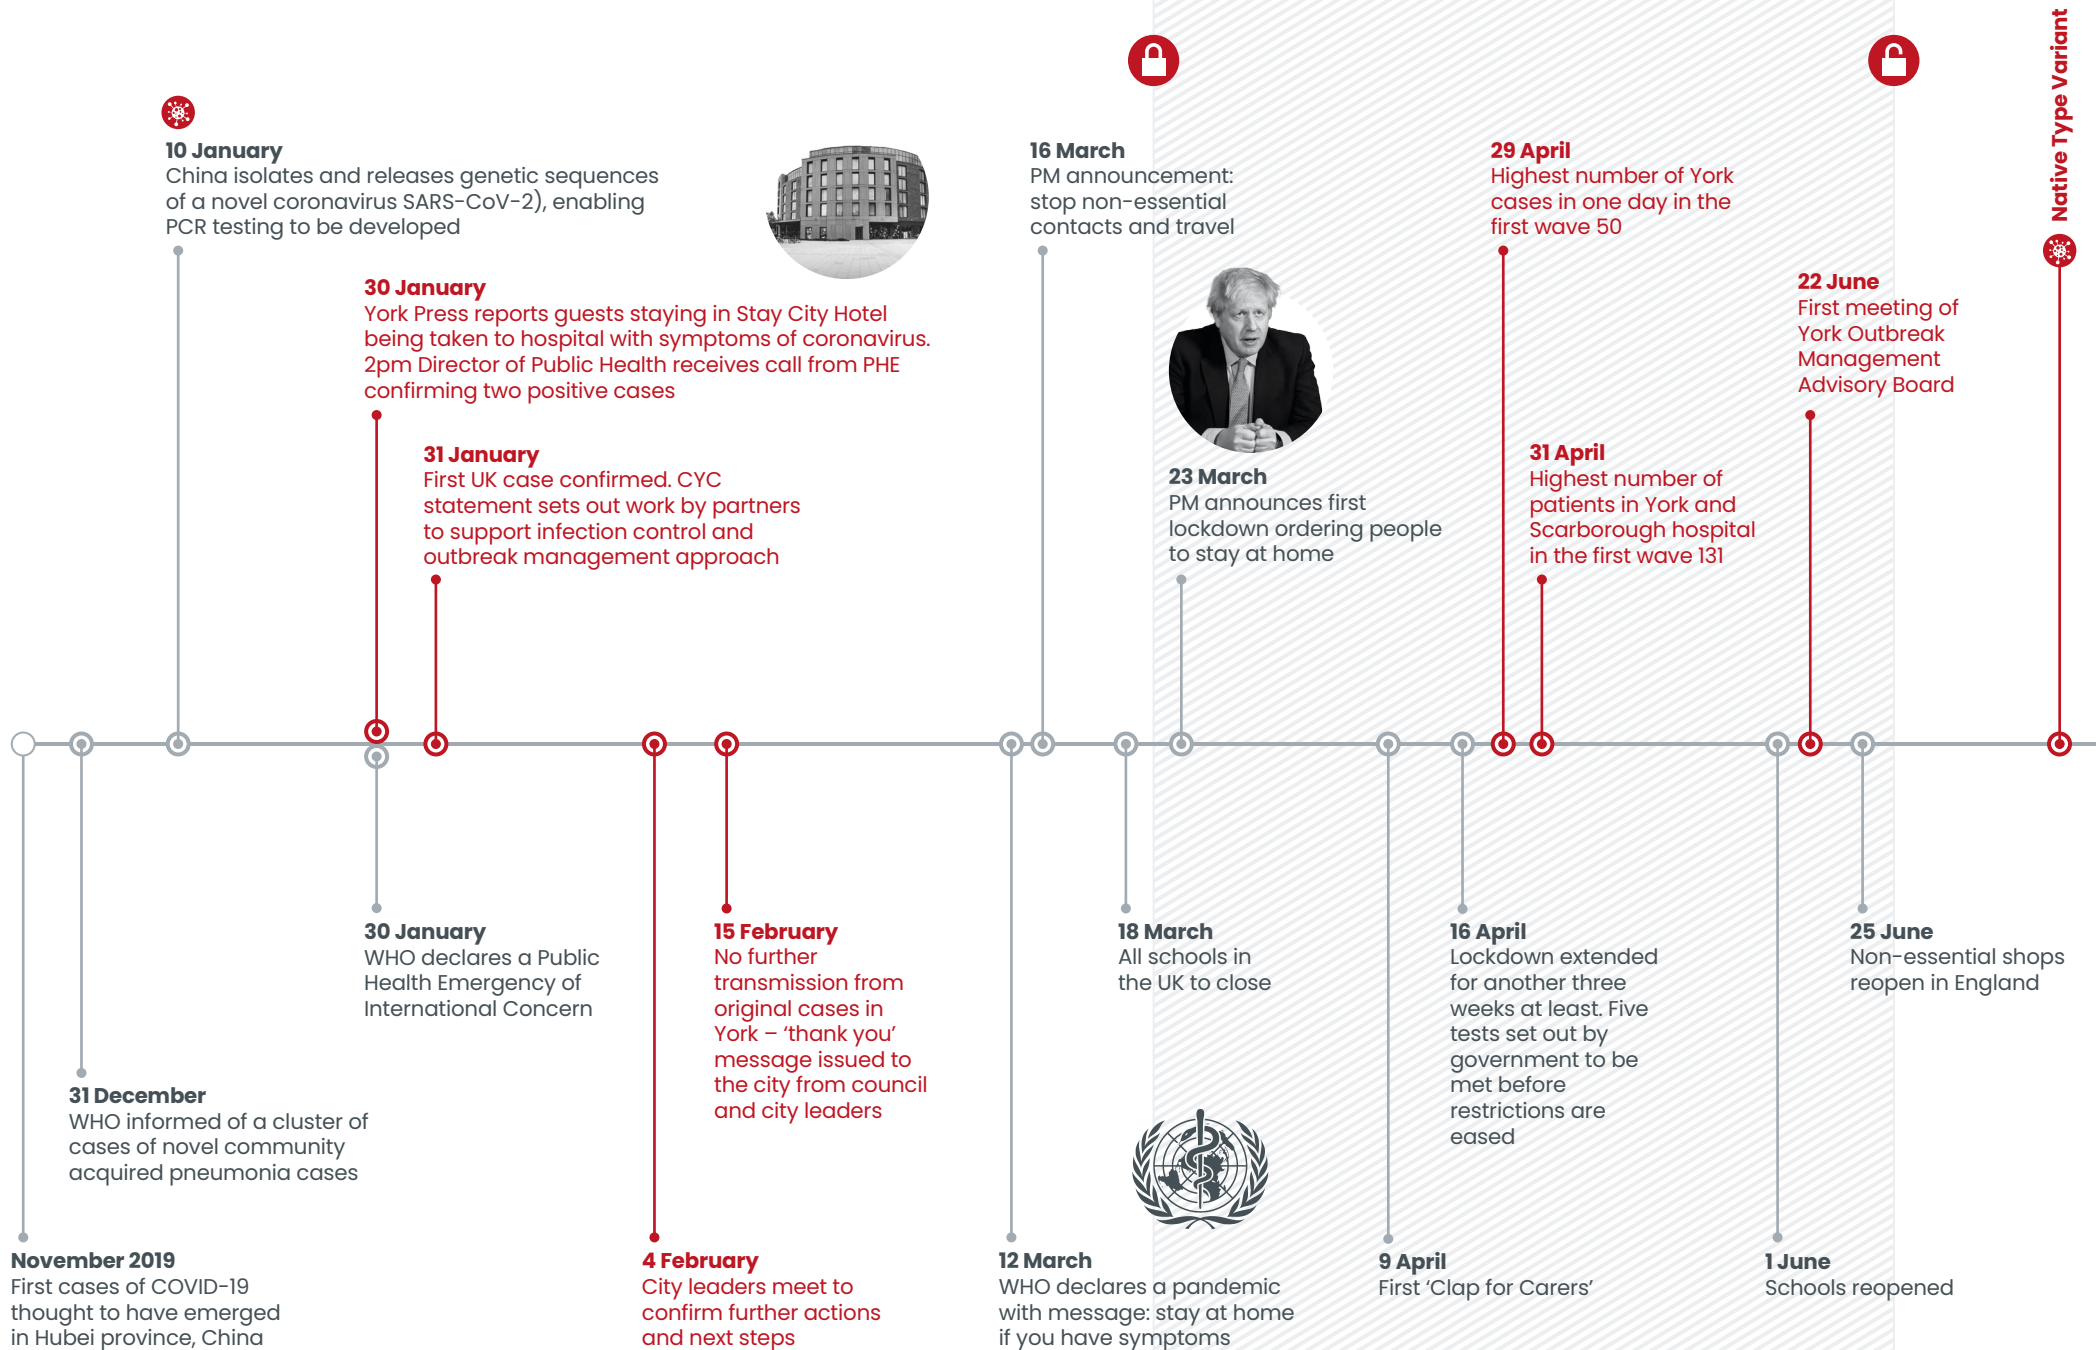 Native Type Variant
10 January
China isolates and releases genetic sequences
of a novel coronavirus SARS-CoV-2), enabling
PCR testing to be developed
16 March
PM announcement:
stop non-essential
contacts and travel
29 April
Highest number of York
cases in one day in the
first wave 50
30 January
York Press reports guests staying in Stay City Hotel
being taken to hospital with symptoms of coronavirus.
2pm Director of Public Health receives call from PHE
confirming two positive cases
22 June
First meeting of
York Outbreak
Management
Advisory Board
31 January
First UK case confirmed. CYC
statement sets out work by partners
to support infection control and
outbreak management approach
23 March
PM announces first
lockdown ordering people
to stay at home
31 April
Highest number of
patients in York and
Scarborough hospital
in the first wave 131
30 January
WHO declares a Public
Health Emergency of
International Concern
15 February
No further
transmission from
original cases in
York – ‘thank you’
message issued to
the city from council
and city leaders
18 March
All schools in
the UK to close
16 April
Lockdown extended
for another three
weeks at least. Five
tests set out by
government to be
met before
restrictions are
eased
25 June
Non-essential shops
reopen in England
31 December
WHO informed of a cluster of
cases of novel community
acquired pneumonia cases
November 2019
First cases of COVID-19
thought to have emerged
in Hubei province, China
4 February
City leaders meet to
confirm further actions
and next steps
12 March
WHO declares a pandemic
with message: stay at home
if you have symptoms
9 April
First ‘Clap for Carers’
1 June
Schools reopened